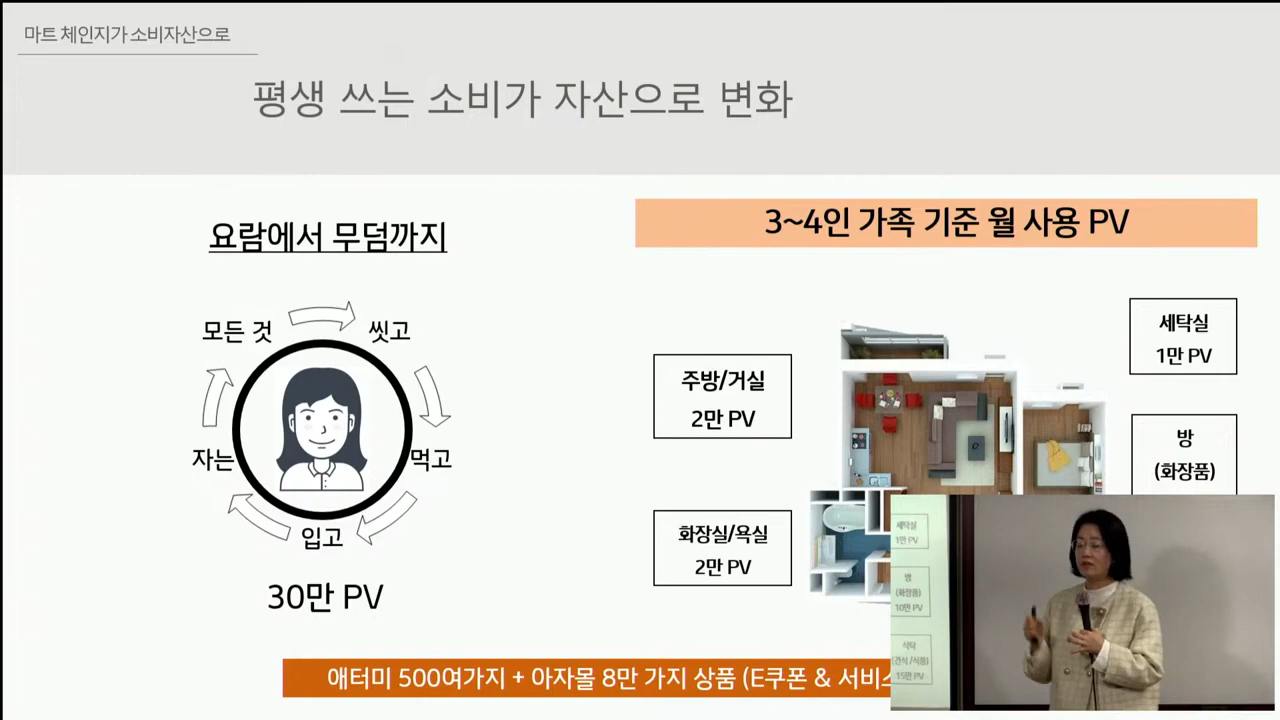 마트 체인지가 소비자산으로
평생 쓰는 소비가 자산으로 변화
요람에서 무덤까지
모든 것
씻고
먹고
입고
자는
30만 PV
3~4인 가족 기준 월 사용 PV
주방/거실
2만 PV
화장실/욕실
2만 PV
세탁실
1만 PV
방
(화장품)
애터미 500여가지 + 아자몰 8만 가지 상품 (E쿠폰 & 서비스
세탁실
1만 PV
방
(화장품)
10만 PV
식탁
(건식/식품)
15만 PV